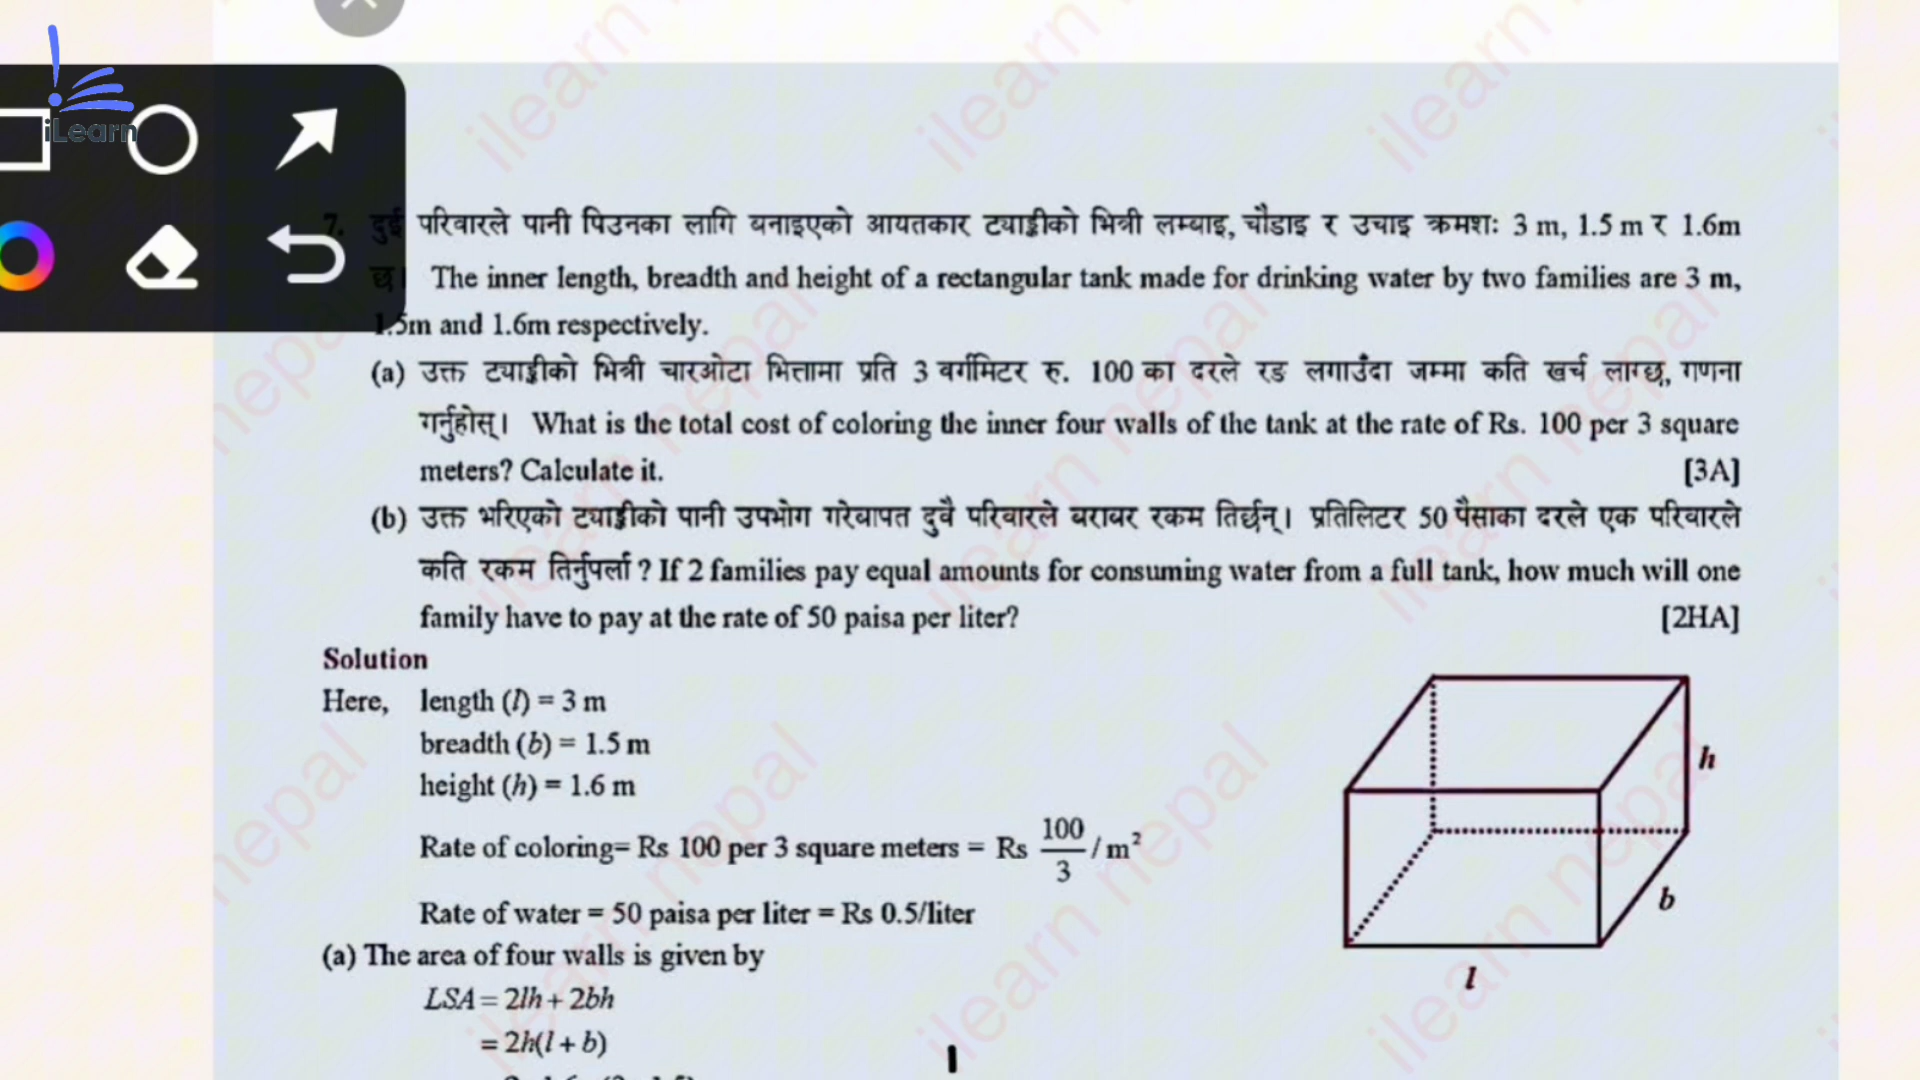 iLearn
7. दुई परिवारले पानी पिउनका लागि बनाइएको आयतकार ट्याङ्कीको भित्री लम्बाइ, चौडाइ र उचाइ क्रमशः 3 m, 1.5 m र 1.6m
छ। The inner length, breadth and height of a rectangular tank made for drinking water by two families are 3 m,
1.5m and 1.6m respectively.
(a) उक्त ट्याङ्कीको भित्री चारओटा भित्तामा प्रति 3 वर्गमिटर रु. 100 का दरले रङ लगाउँदा जम्मा कति खर्च लाग्छ, गणना
गर्नुहोस्। What is the total cost of coloring the inner four walls of the tank at the rate of Rs. 100 per 3 square
meters? Calculate it. [3A]
(b) उक्त भरिएको ट्याङ्कीको पानी उपभोग गरेबापत दुवै परिवारले बराबर रकम तिर्छन्। प्रतिलिटर 50 पैसाका दरले एक परिवारले
कति रकम तिर्नुपर्ला ? If 2 families pay equal amounts for consuming water from a full tank, how much will one
family have to pay at the rate of 50 paisa per liter? [2HA]
Solution
Here, length (l) = 3 m
breadth (b) = 1.5 m
height (h) = 1.6 m
Rate of coloring= Rs 100 per 3 square meters = Rs 100/3 / m²
Rate of water = 50 paisa per liter = Rs 0.5/liter
(a) The area of four walls is given by
LSA = 2lh + 2bh
= 2h(l + b)
h
b
l
ilearn nepal